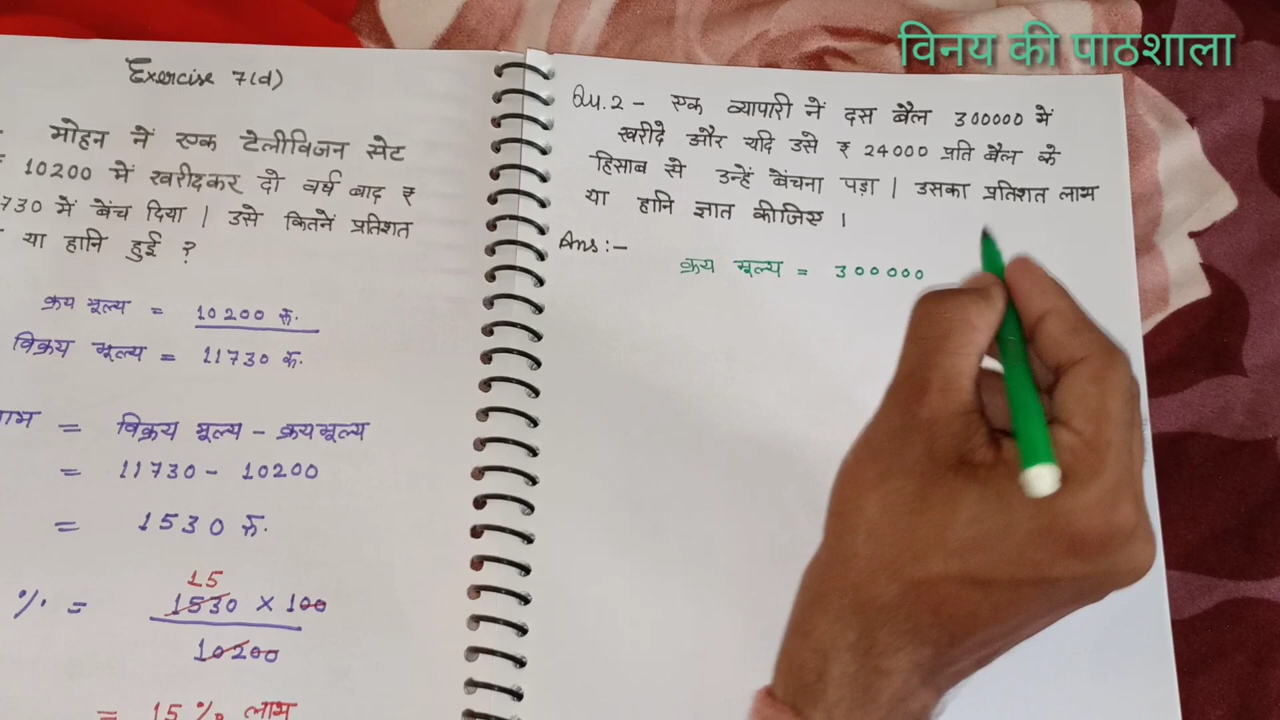 विनय की पाठशाला
Exercise 7(d)
मोहन नें एक टेलीविजन सेट
10200 में खरीदकर दो वर्ष बाद ₹
730 में बेंच दिया । उसे कितनें प्रतिशत
या हानि हुई ?
क्रय मूल्य = 10200 रु.
विक्रय मूल्य = 11730 रु.
= विक्रय मूल्य - क्रयमूल्य
= 11730 - 10200
= 1530 रु.
15
% = 1530 × 100
10200
= 15 % लाभ
Qu.2 - एक व्यापारी नें दस बैल 300000 में
खरीदे और यदि उसे ₹ 24000 प्रति बैल के
हिसाब से उन्हें बेंचना पड़ा । उसका प्रतिशत लाभ
या हानि ज्ञात कीजिए ।
Ans :-
क्रय मूल्य = 300000